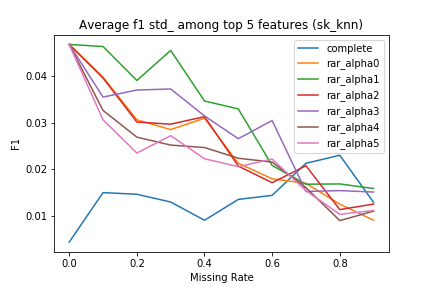 Average f1 std_ among top 5 features (sk_knn)
complete
rar_alpha0
rar_alpha1
rar_alpha2
rar_alpha3
rar_alpha4
rar_alpha5
F1
0.04
0.03
0.02
0.01
0.0
0.2
0.4
0.6
0.8
Missing Rate